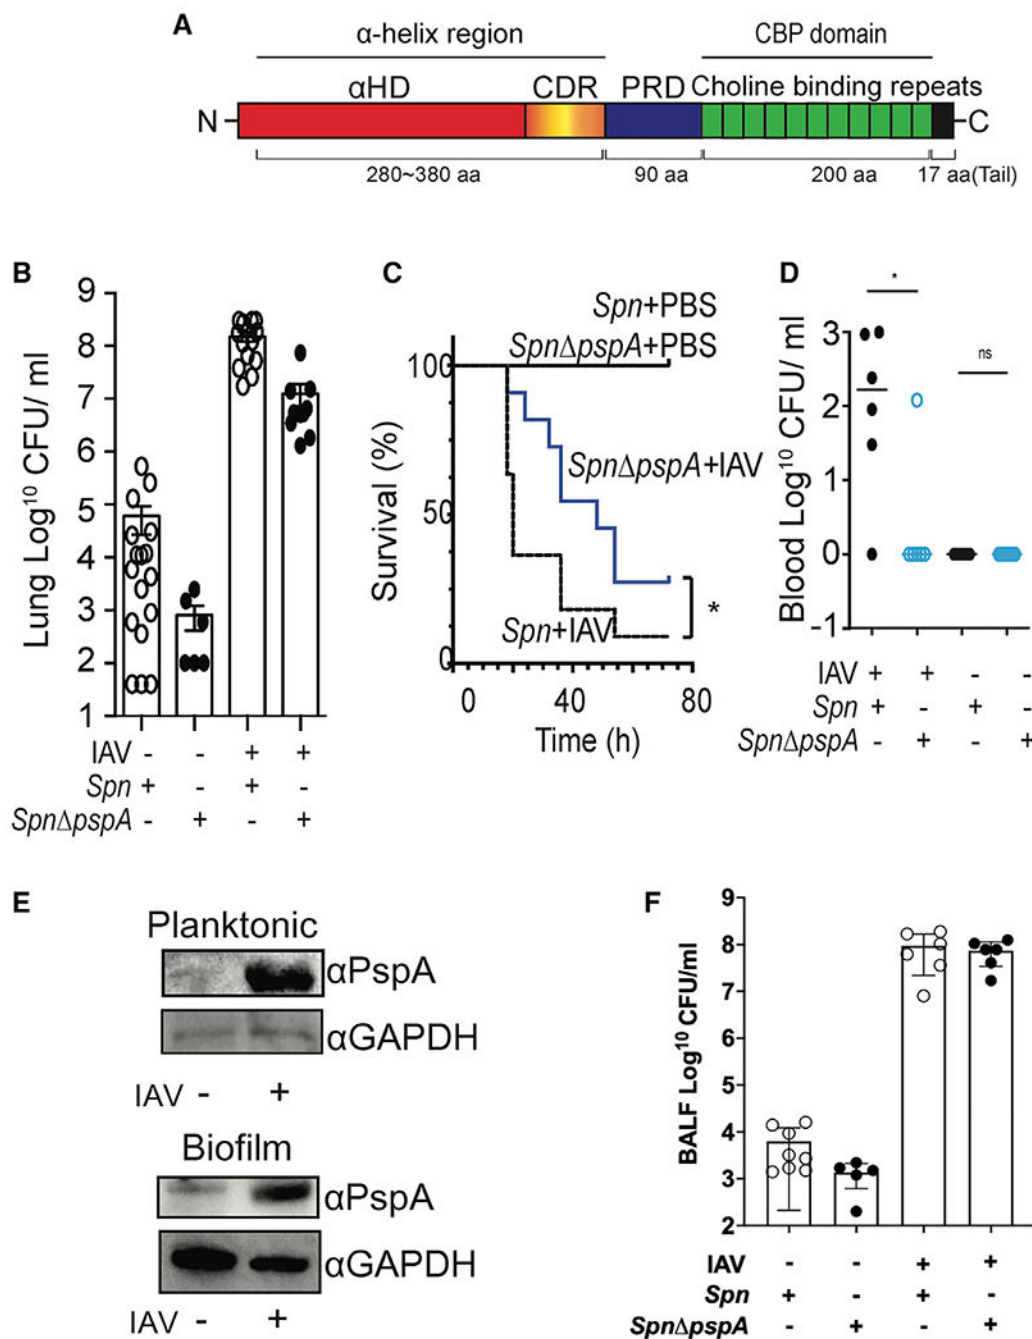 A
α-helix region
CBP domain
αHD
CDR
PRD
Choline binding repeats
N
C
280~380 aa
90 aa
200 aa
17 aa(Tail)
B
Lung Log10 CFU/ ml
9
8
7
6
5
4
3
2
1
IAV - - + +
Spn + - + -
SpnΔpspA - + - +
C
Spn+PBS
SpnΔpspA+PBS
SpnΔpspA+IAV
Spn+IAV
*
Survival (%)
100
50
0
0 40 80
Time (h)
D
*
ns
Blood Log10 CFU/ ml
3
2
1
0
-1
IAV + + - -
Spn + - + -
SpnΔpspA - + - +
E
Planktonic
αPspA
αGAPDH
IAV - +
Biofilm
αPspA
αGAPDH
IAV - +
F
BALF Log10 CFU/ml
9
8
7
6
5
4
3
2
IAV - - + +
Spn + - + -
SpnΔpspA - + - +